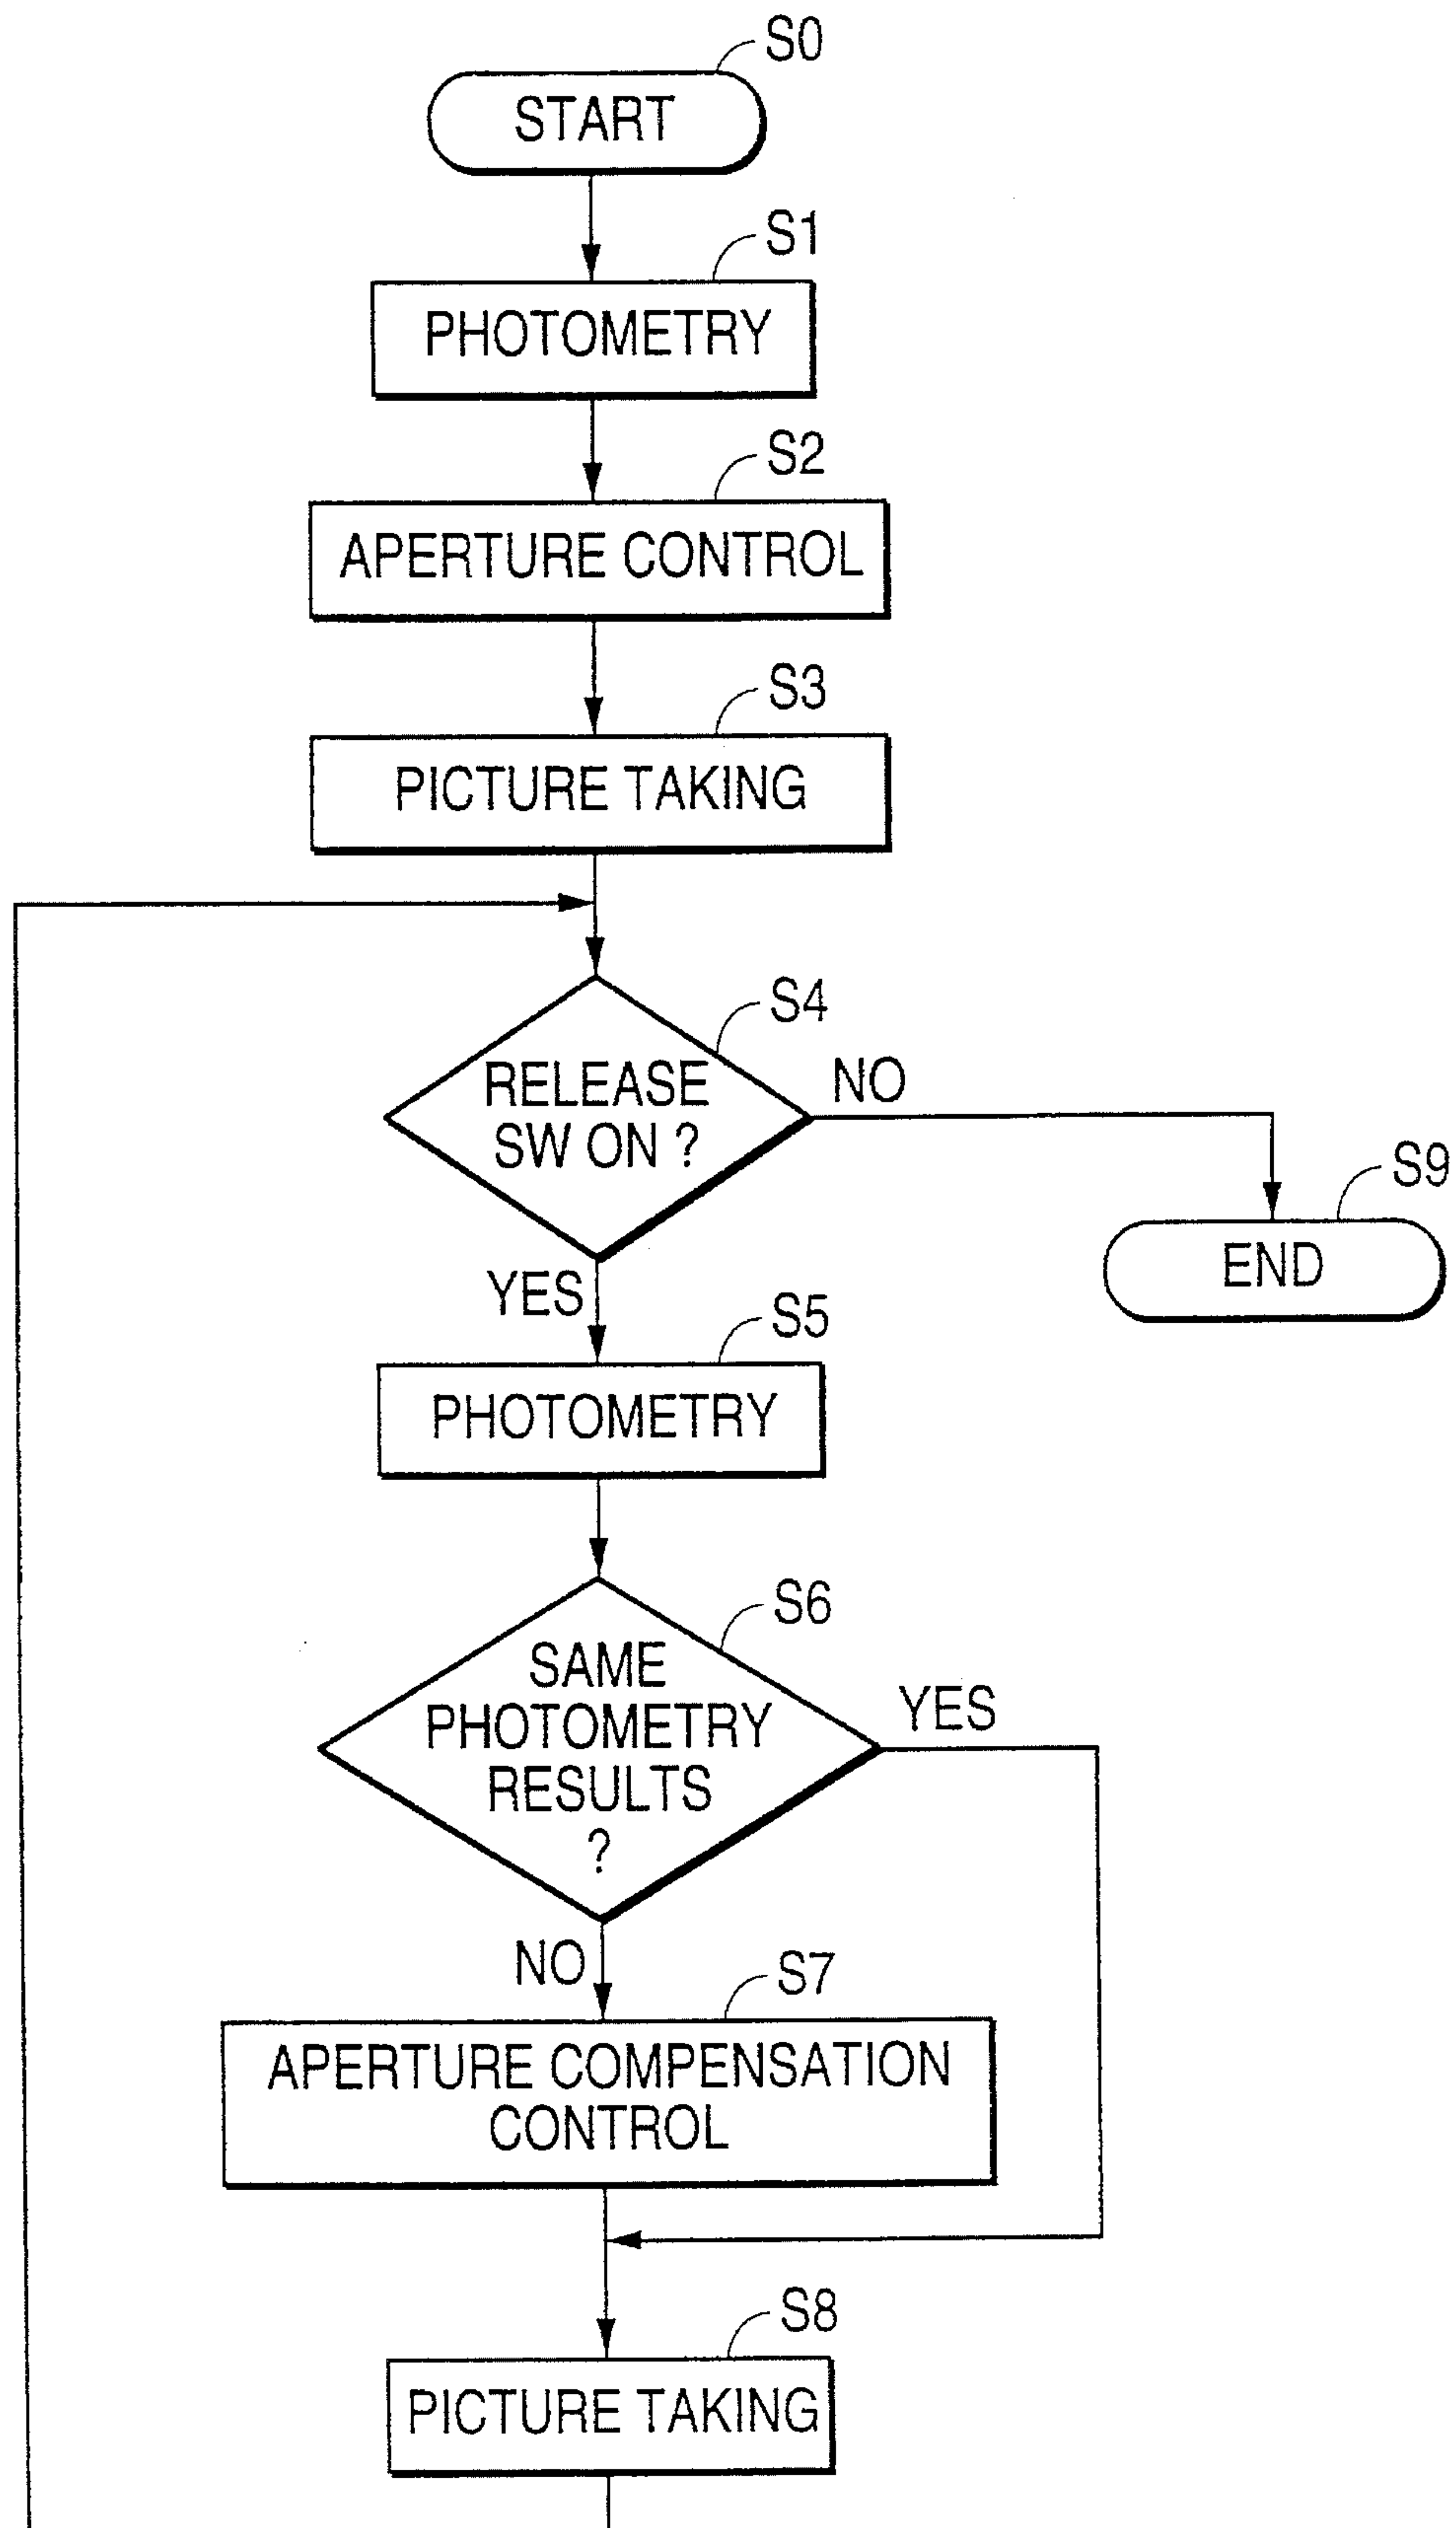 S0
START
S1
PHOTOMETRY
S2
APERTURE CONTROL
S3
PICTURE TAKING
S4
RELEASE
SW ON ?
NO
S9
END
YES
S5
PHOTOMETRY
S6
SAME
PHOTOMETRY
RESULTS
?
YES
NO
S7
APERTURE COMPENSATION
CONTROL
S8
PICTURE TAKING